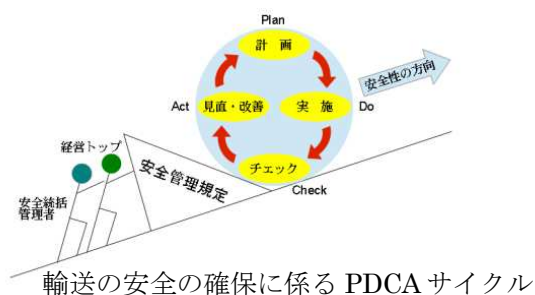 Plan
計 画
安全性の方向
Act
見直・改善
実 施
Do
経営トップ
安全管理規定
チェック
Check
安全統括
管理者
輸送の安全の確保に係る PDCA サイクル